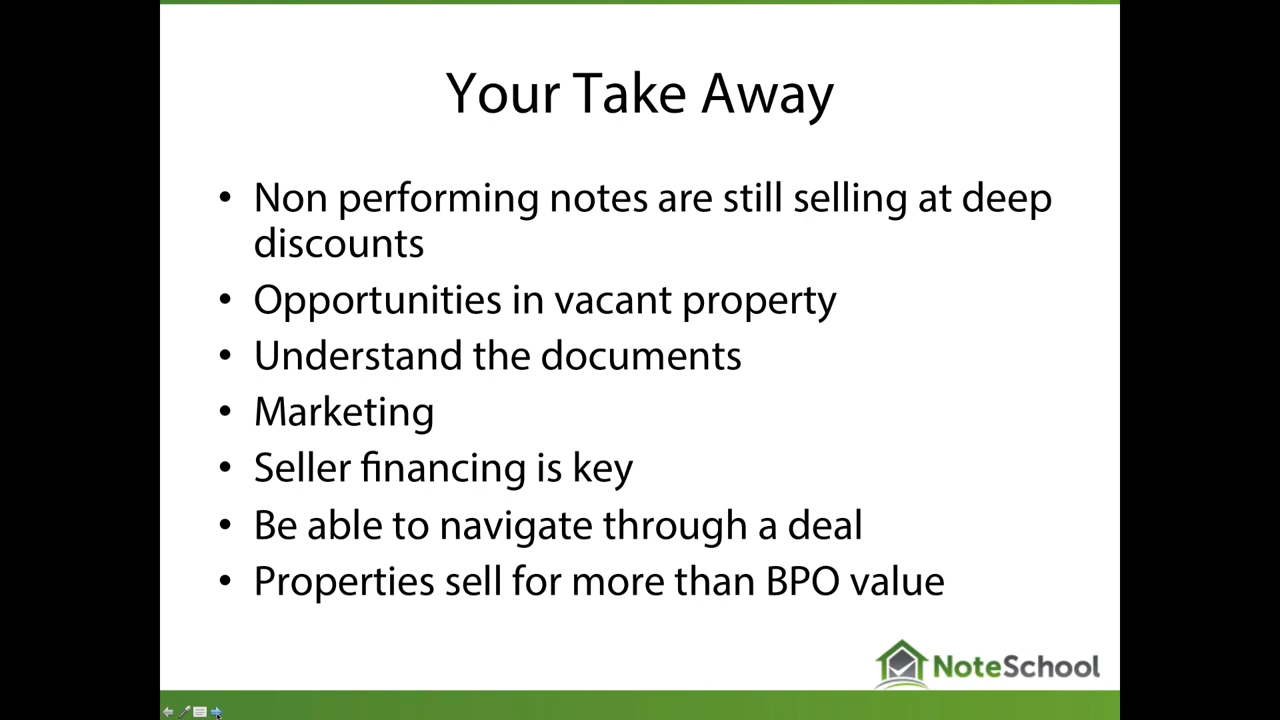 Your Take Away
• Non performing notes are still selling at deep
discounts
• Opportunities in vacant property
• Understand the documents
• Marketing
• Seller financing is key
• Be able to navigate through a deal
• Properties sell for more than BPO value
NoteSchool